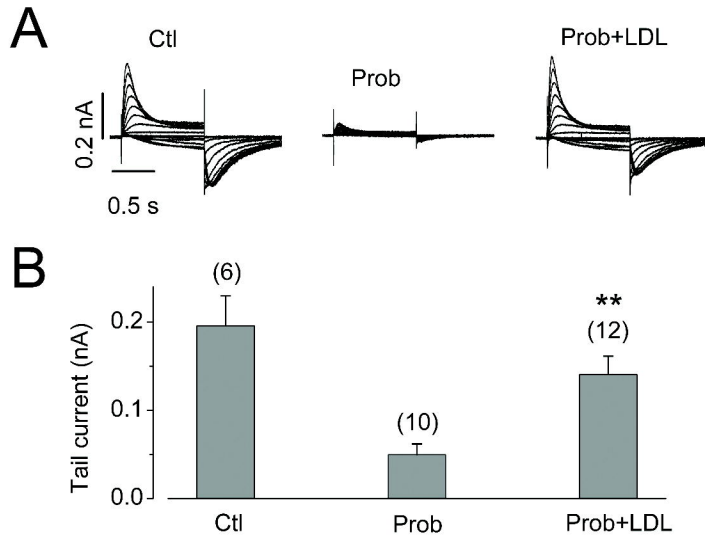 A
Ctl
Prob
Prob+LDL
0.2 nA
0.5 s
B
Tail current (nA)
0.2
0.1
0.0
(6)
(10)
**
(12)
Ctl
Prob
Prob+LDL